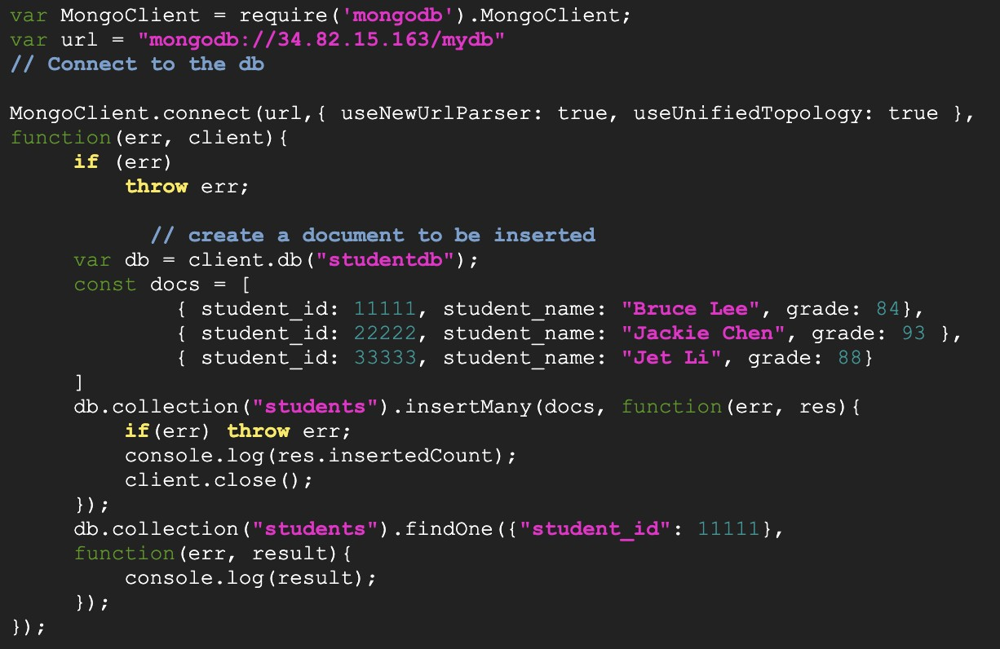 var MongoClient = require('mongodb').MongoClient;
var url = "mongodb://34.82.15.163/mydb"
// Connect to the db
MongoClient.connect(url,{ useNewUrlParser: true, useUnifiedTopology: true },
function(err, client){
if (err)
throw err;
// create a document to be inserted
var db = client.db("studentdb");
const docs = [
{ student_id: 11111, student_name: "Bruce Lee", grade: 84},
{ student_id: 22222, student_name: "Jackie Chen", grade: 93 },
{ student_id: 33333, student_name: "Jet Li", grade: 88}
]
db.collection("students").insertMany(docs, function(err, res){
if(err) throw err;
console.log(res.insertedCount);
client.close();
});
db.collection("students").findOne({"student_id": 11111},
function(err, result){
console.log(result);
});
});